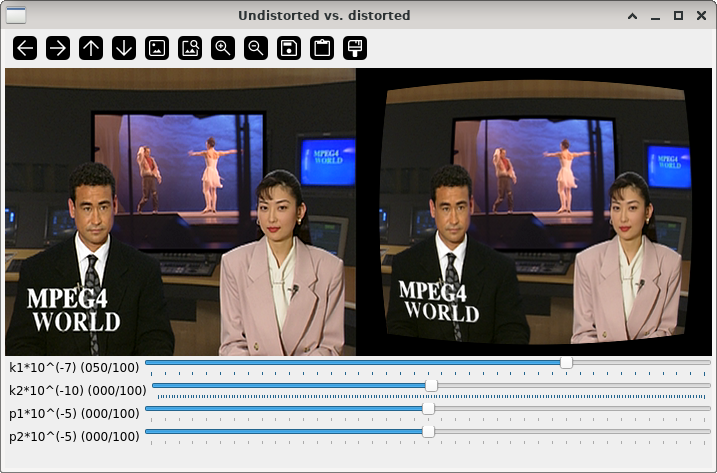 Undistorted vs. distorted
MPEG4
WORLD
MPEG4
WORLD
MPEG4
WORLD
MPEG4
WORLD
k1*10^(-7) (050/100)
k2*10^(-10) (000/100)
p1*10^(-5) (000/100)
p2*10^(-5) (000/100)